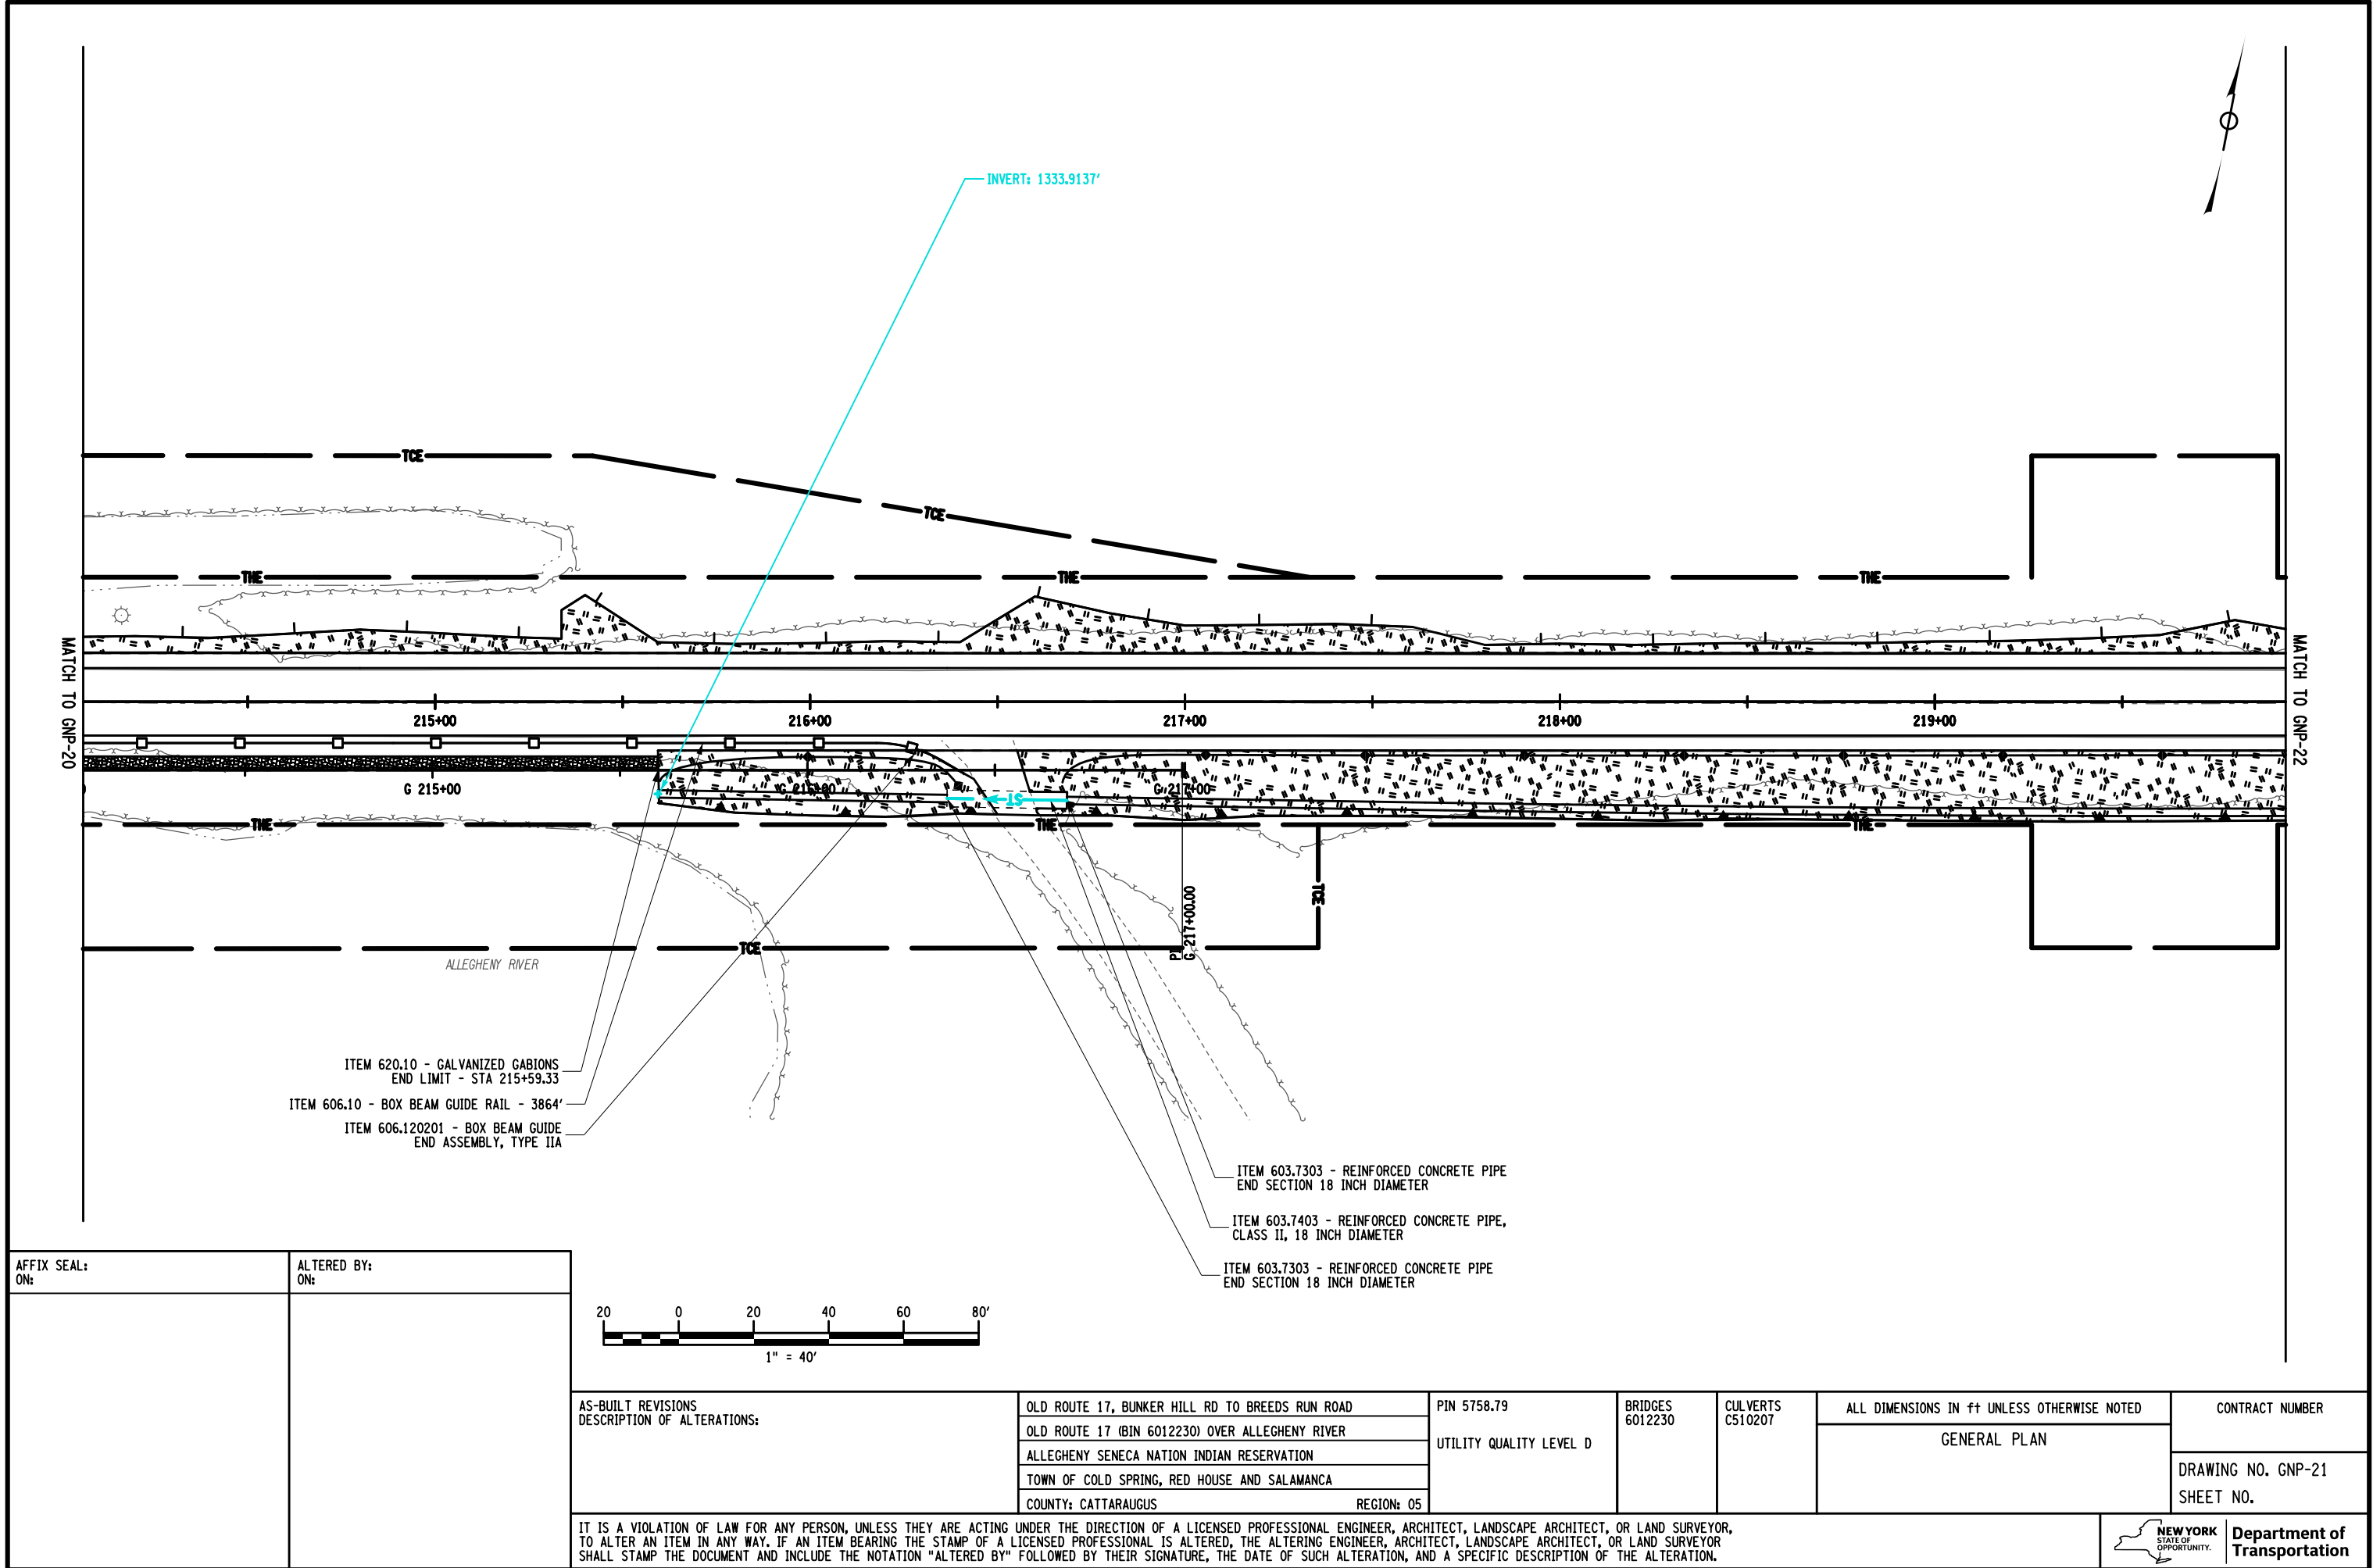 INVERT: 1333.9137'
TCE
TCE
THE
THE
THE
MATCH TO GNP-20
MATCH TO GNP-22
215+00
216+00
217+00
218+00
219+00
G 215+00
G 216+00
G 217+00
ST
THE
THE
THE
TCE
TCE
G 217+00.00
ALLEGHENY RIVER
ITEM 620.10 - GALVANIZED GABIONS
END LIMIT - STA 215+59.33
ITEM 606.10 - BOX BEAM GUIDE RAIL - 3864'
ITEM 606.120201 - BOX BEAM GUIDE
END ASSEMBLY, TYPE IIA
ITEM 603.7303 - REINFORCED CONCRETE PIPE
END SECTION 18 INCH DIAMETER
ITEM 603.7403 - REINFORCED CONCRETE PIPE,
CLASS II, 18 INCH DIAMETER
ITEM 603.7303 - REINFORCED CONCRETE PIPE
END SECTION 18 INCH DIAMETER
AFFIX SEAL:
ON:
ALTERED BY:
ON:
20 0 20 40 60 80'
1" = 40'
AS-BUILT REVISIONS
DESCRIPTION OF ALTERATIONS:
OLD ROUTE 17, BUNKER HILL RD TO BREEDS RUN ROAD
OLD ROUTE 17 (BIN 6012230) OVER ALLEGHENY RIVER
ALLEGHENY SENECA NATION INDIAN RESERVATION
TOWN OF COLD SPRING, RED HOUSE AND SALAMANCA
COUNTY: CATTARAUGUS REGION: 05
PIN 5758.79
UTILITY QUALITY LEVEL D
BRIDGES
6012230
CULVERTS
C510207
ALL DIMENSIONS IN ft UNLESS OTHERWISE NOTED
GENERAL PLAN
CONTRACT NUMBER
DRAWING NO. GNP-21
SHEET NO.
IT IS A VIOLATION OF LAW FOR ANY PERSON, UNLESS THEY ARE ACTING UNDER THE DIRECTION OF A LICENSED PROFESSIONAL ENGINEER, ARCHITECT, LANDSCAPE ARCHITECT, OR LAND SURVEYOR,
TO ALTER AN ITEM IN ANY WAY. IF AN ITEM BEARING THE STAMP OF A LICENSED PROFESSIONAL IS ALTERED, THE ALTERING ENGINEER, ARCHITECT, LANDSCAPE ARCHITECT, OR LAND SURVEYOR
SHALL STAMP THE DOCUMENT AND INCLUDE THE NOTATION "ALTERED BY" FOLLOWED BY THEIR SIGNATURE, THE DATE OF SUCH ALTERATION, AND A SPECIFIC DESCRIPTION OF THE ALTERATION.
NEW YORK
STATE OF
OPPORTUNITY.
Department of
Transportation